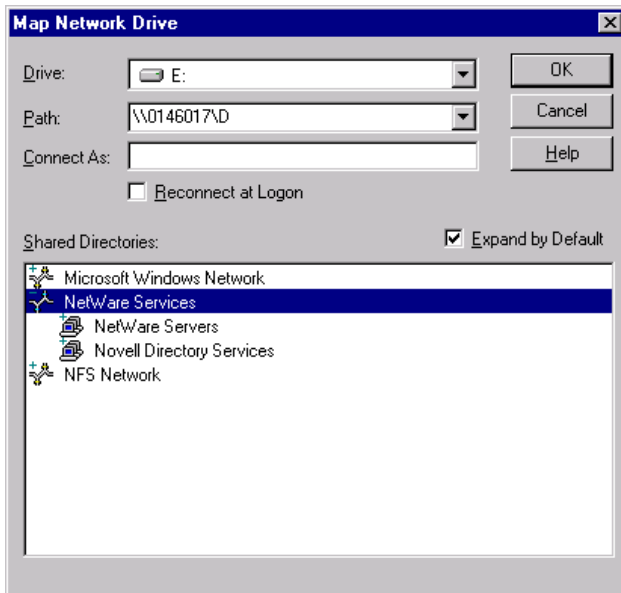 Map Network Drive
Drive: E: OK
Path: \\0146017\D Cancel
Connect As: Help
Reconnect at Logon
Shared Directories: Expand by Default
Microsoft Windows Network
NetWare Services
NetWare Servers
Novell Directory Services
NFS Network